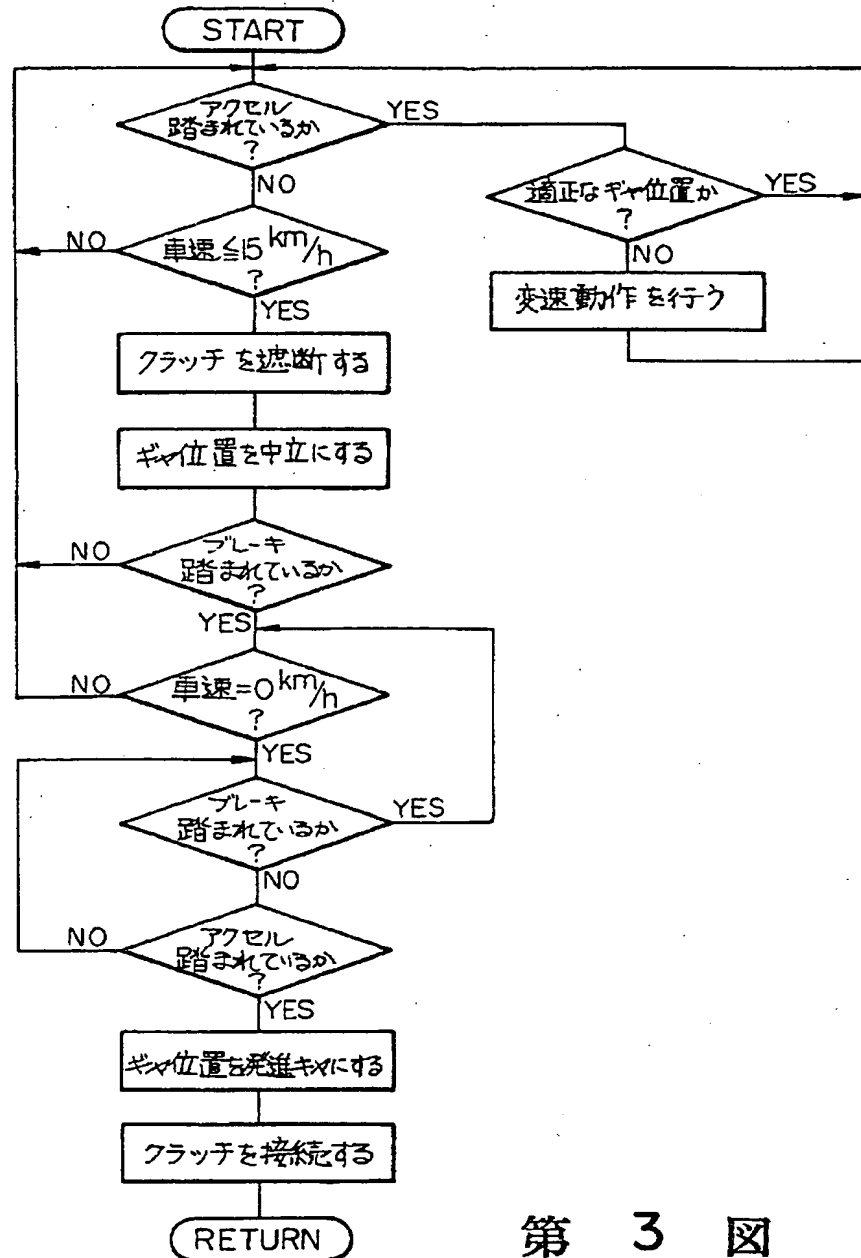 START
アクセル
踏まれているか
?
YES
NO
適正なギヤ位置か
?
YES
NO
変速動作を行う
車速≦15km/h
?
NO
YES
クラッチを遮断する
ギヤ位置を中立にする
ブレーキ
踏まれているか
?
NO
YES
車速=0km/h
?
NO
YES
ブレーキ
踏まれているか
?
YES
NO
アクセル
踏まれているか
?
NO
YES
ギヤ位置を発進ギヤにする
クラッチを接続する
RETURN
第3図